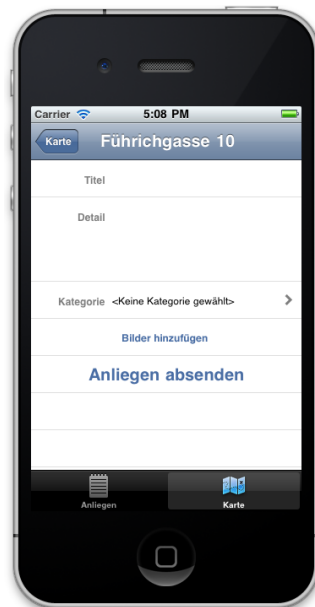 Carrier 5:08 PM
Karte Führichgasse 10
Titel
Detail
Kategorie <Keine Kategorie gewählt>
Bilder hinzufügen
Anliegen absenden
Anliegen Karte